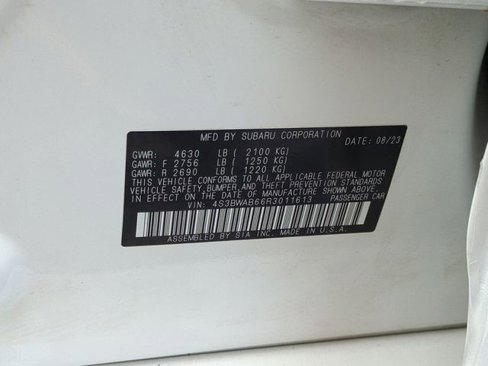 MFD BY SUBARU CORPORATION DATE: 08/23
GVWR: 4630 LB ( 2100 KG)
GAWR: F 2756 LB ( 1250 KG)
GAWR: R 2690 LB ( 1220 KG)
THIS VEHICLE CONFORMS TO ALL APPLICABLE FEDERAL MOTOR
VEHICLE SAFETY, BUMPER, AND THEFT PREVENTION STANDARDS
IN EFFECT ON THE DATE OF MANUFACTURE SHOWN ABOVE.
VIN: 4S3BWAB66R3011613 PASSENGER CAR
ASSEMBLED BY SIA INC. MADE IN U.S.A.